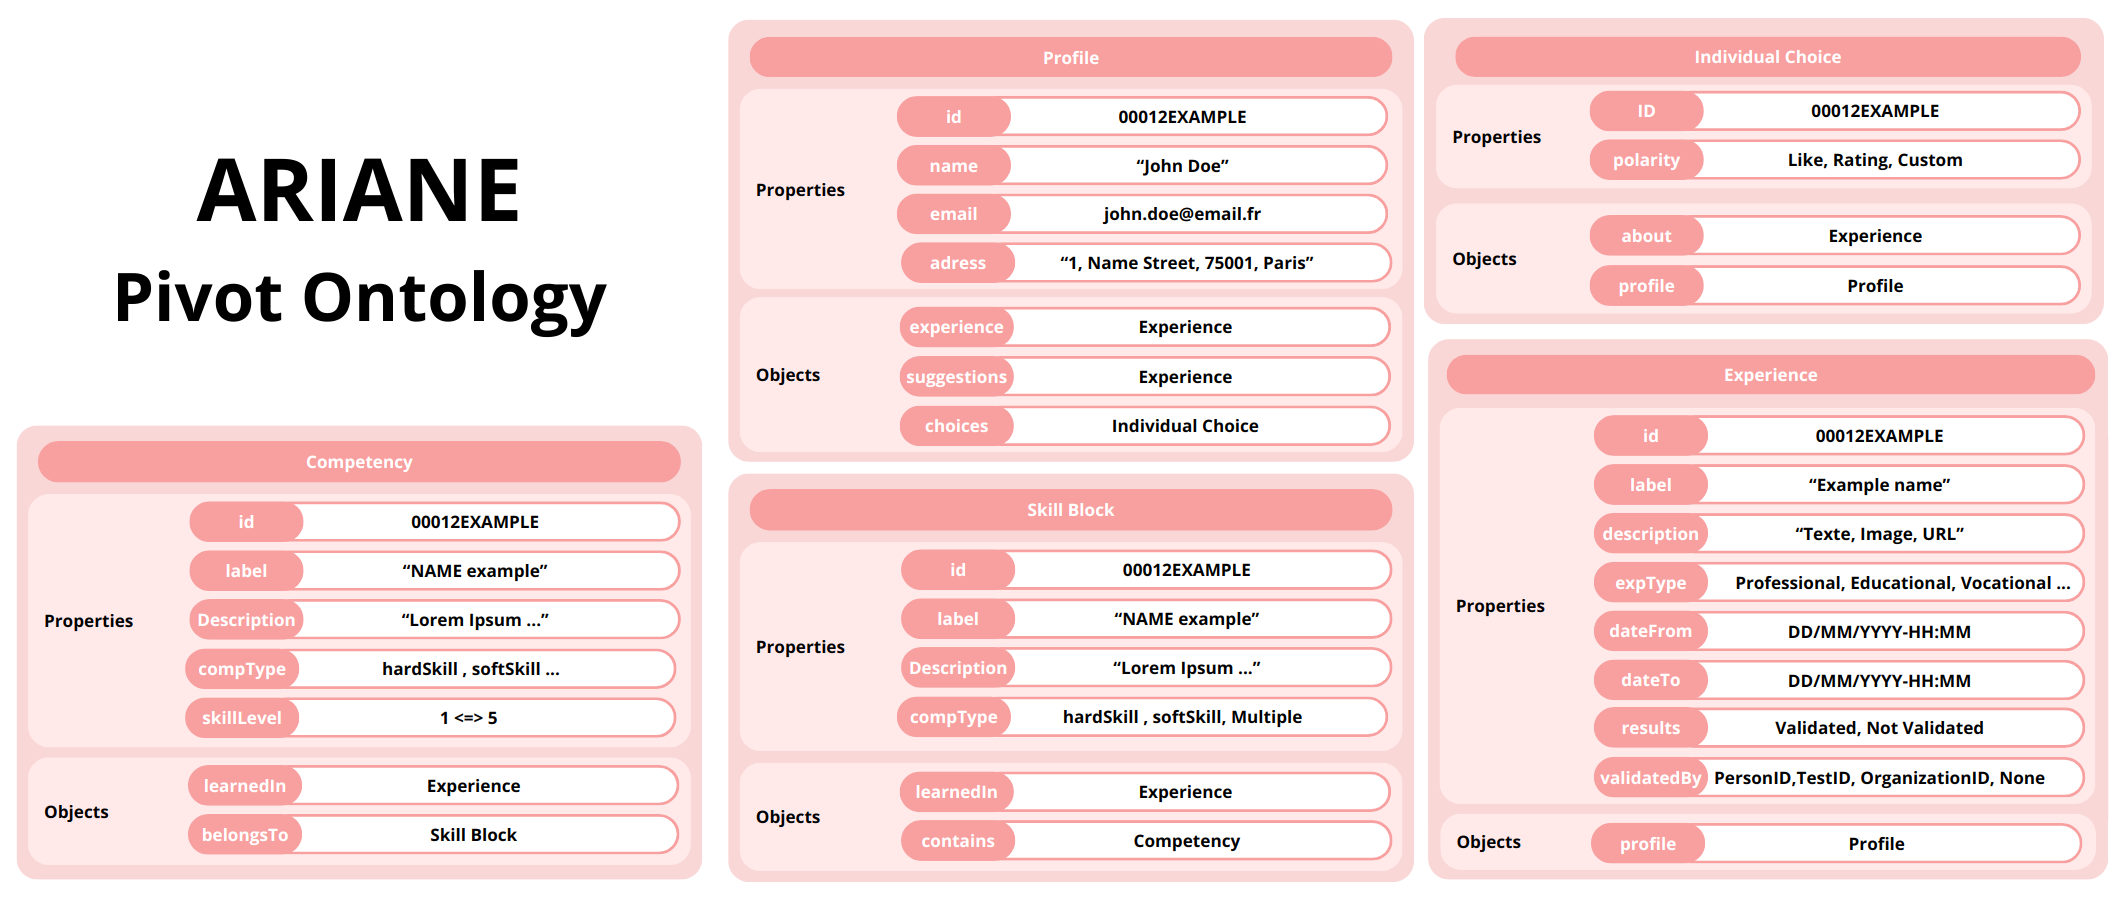 ARIANE
Pivot Ontology
Competency
Properties
id 00012EXAMPLE
label “NAME example”
Description “Lorem Ipsum ...”
compType hardSkill , softSkill ...
skillLevel 1 <=> 5
Objects
learnedIn Experience
belongsTo Skill Block
Profile
Properties
id 00012EXAMPLE
name “John Doe”
email john.doe@email.fr
adress “1, Name Street, 75001, Paris”
Objects
experience Experience
suggestions Experience
choices Individual Choice
Skill Block
Properties
id 00012EXAMPLE
label “NAME example”
Description “Lorem Ipsum ...”
compType hardSkill , softSkill, Multiple
Objects
learnedIn Experience
contains Competency
Individual Choice
Properties
ID 00012EXAMPLE
polarity Like, Rating, Custom
Objects
about Experience
profile Profile
Experience
Properties
id 00012EXAMPLE
label “Example name”
description “Texte, Image, URL”
expType Professional, Educational, Vocational ...
dateFrom DD/MM/YYYY-HH:MM
dateTo DD/MM/YYYY-HH:MM
results Validated, Not Validated
validatedBy PersonID,TestID, OrganizationID, None
Objects
profile Profile